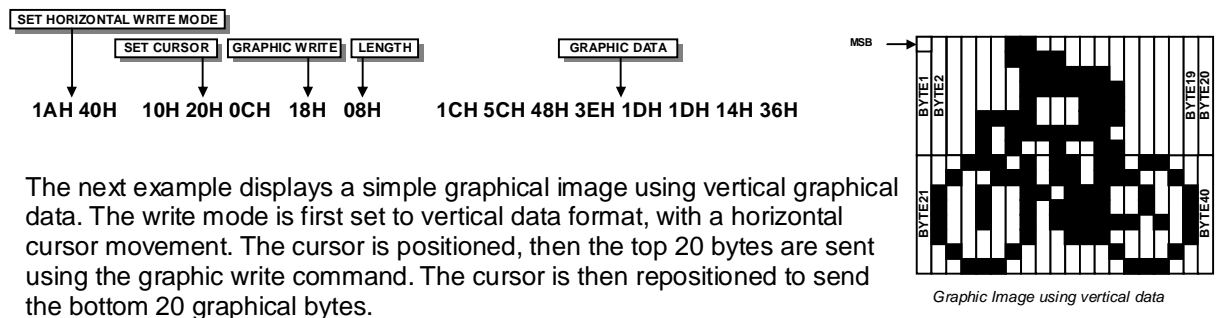 SET HORIZONTAL WRITE MODE
SET CURSOR GRAPHIC WRITE LENGTH GRAPHIC DATA
1AH 40H 10H 20H 0CH 18H 08H 1CH 5CH 48H 3EH 1DH 1DH 14H 36H
The next example displays a simple graphical image using vertical graphical
data. The write mode is first set to vertical data format, with a horizontal
cursor movement. The cursor is positioned, then the top 20 bytes are sent
using the graphic write command. The cursor is then repositioned to send
the bottom 20 graphical bytes.
MSB
BYTE1
BYTE2
BYTE19
BYTE20
BYTE21
BYTE40
Graphic Image using vertical data